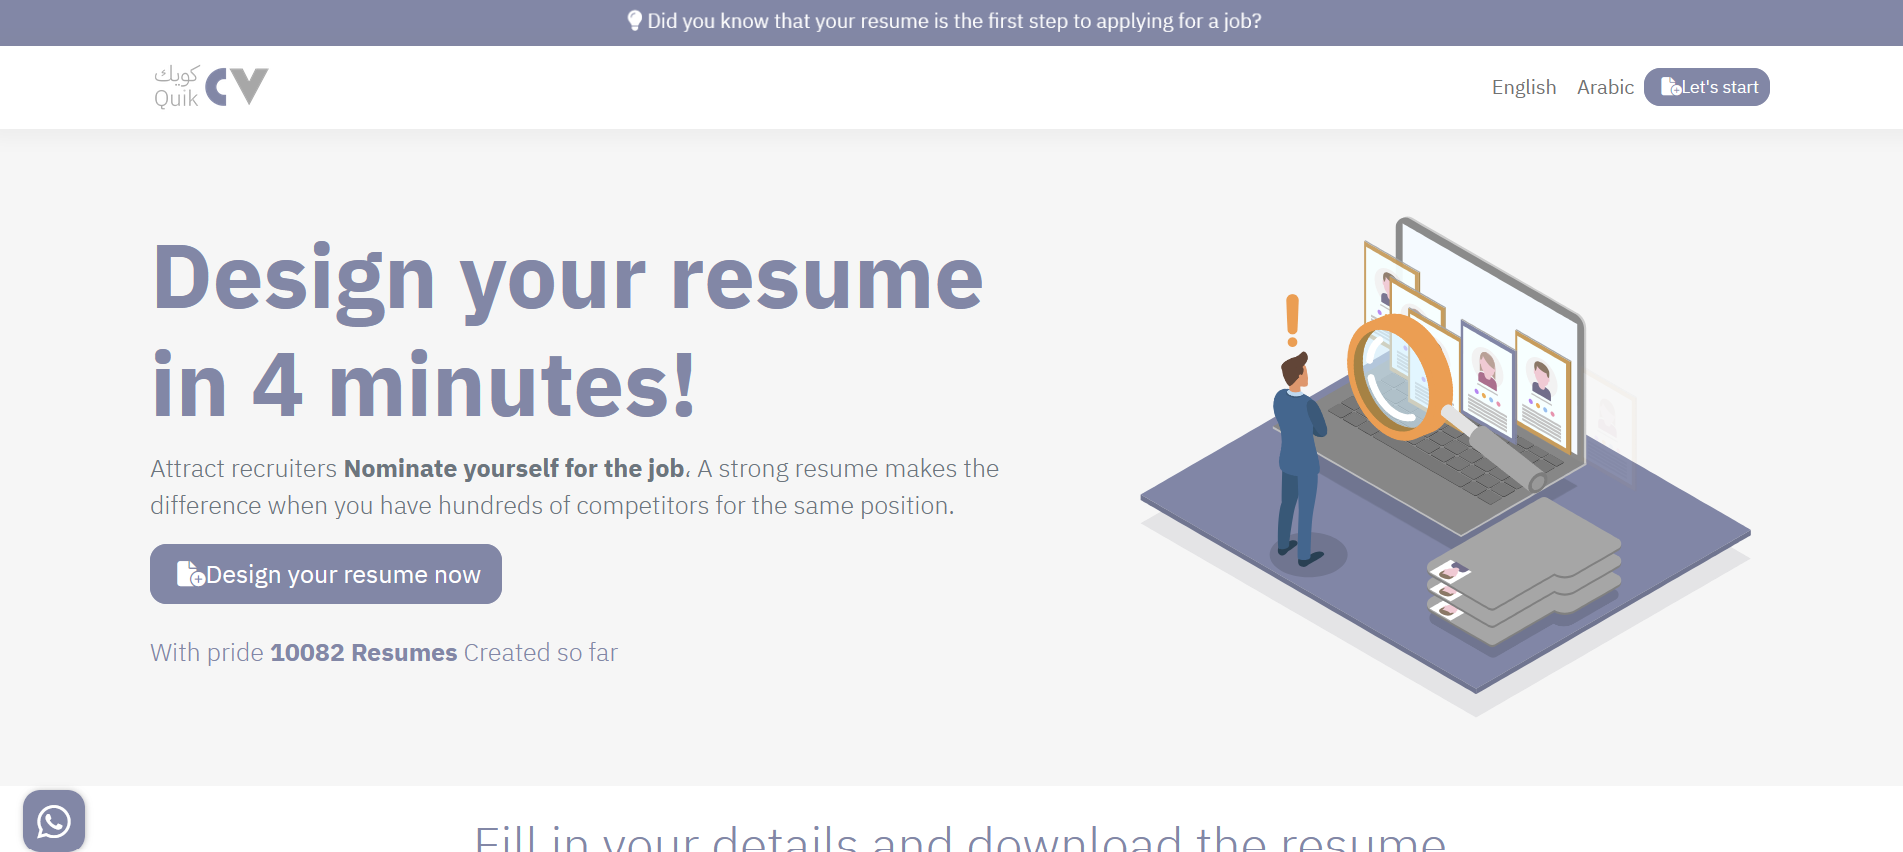 Did you know that your resume is the first step to applying for a job?
كويك
Quik CV
English Arabic Let's start
Design your resume
in 4 minutes!
Attract recruiters Nominate yourself for the job، A strong resume makes the
difference when you have hundreds of competitors for the same position.
Design your resume now
With pride 10082 Resumes Created so far
Fill in your details and download the resume